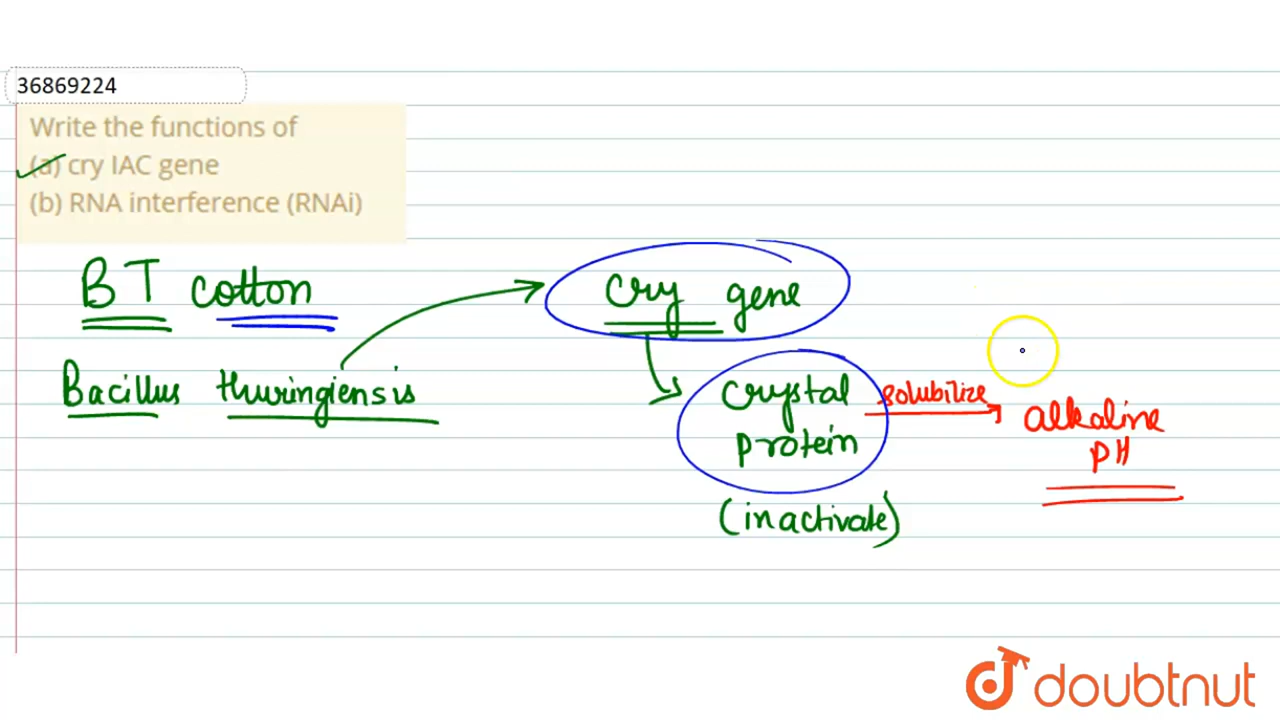 36869224
Write the functions of
(a) cry IAC gene
(b) RNA interference (RNAi)
BT cotton
cry gene
Bacillus thuringiensis
crystal
protein
(inactivate)
solubilize
alkaline
PH
doubtnut